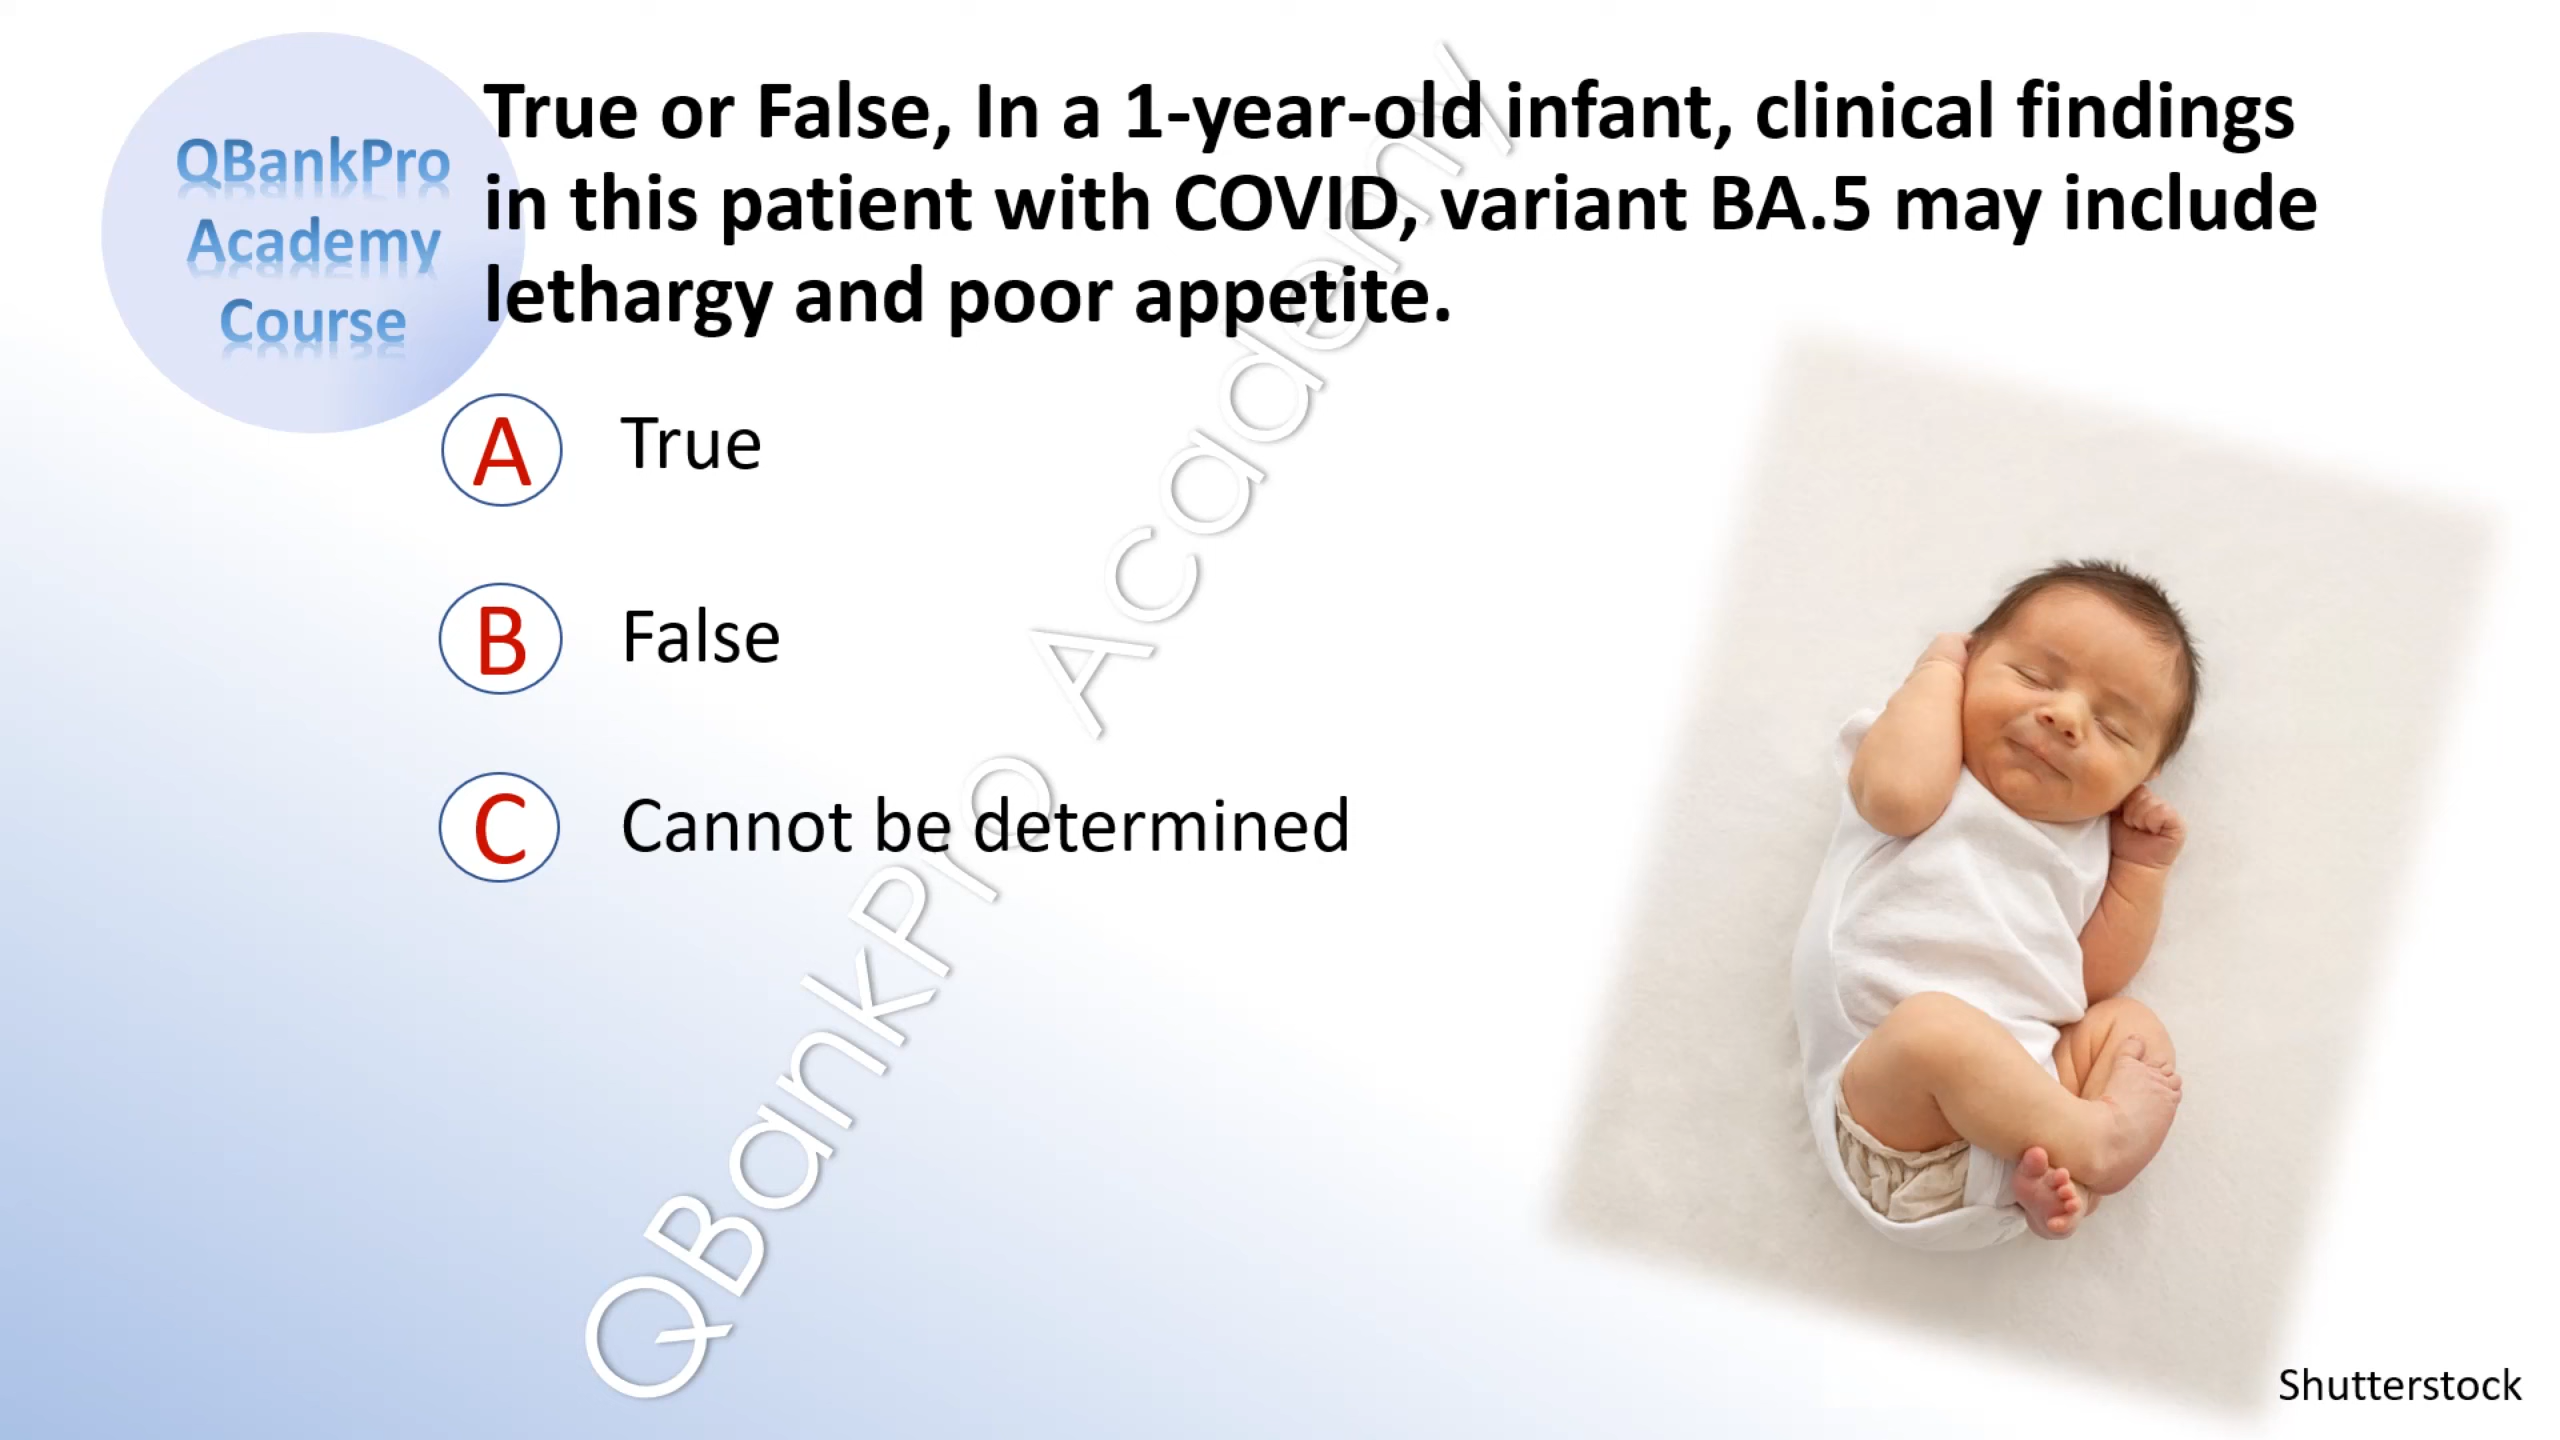 QBankPro
Academy
Course
True or False, In a 1-year-old infant, clinical findings
in this patient with COVID, variant BA.5 may include
lethargy and poor appetite.
A True
B False
C Cannot be determined
QBankPro Academy
Shutterstock